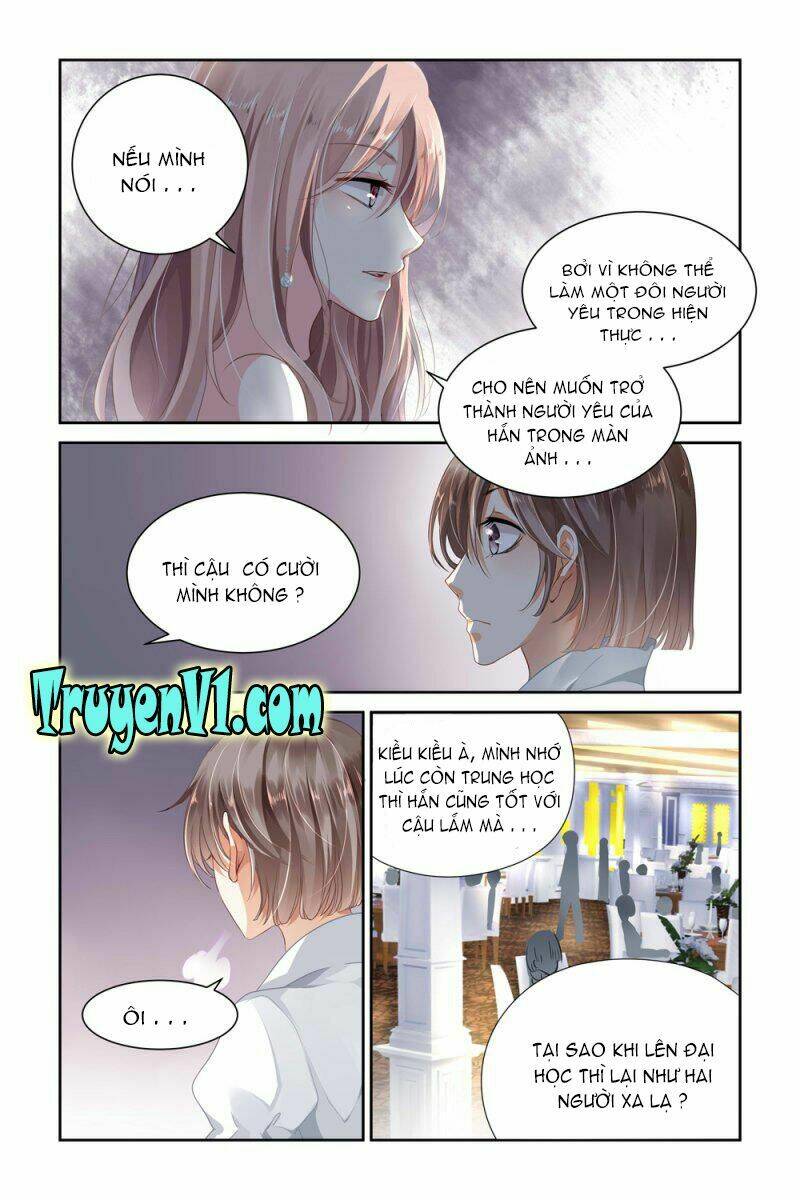 NẾU MÌNH
NÓI . . .
BỞI VÌ KHÔNG THỂ
LÀM MỘT ĐÔI NGƯỜI
YÊU TRONG HIỆN
THỰC . . .
CHO NÊN MUỐN TRỞ
THÀNH NGƯỜI YÊU CỦA
HẮN TRONG MÀN
ẢNH . . .
THÌ CẬU CÓ CƯỜI
MÌNH KHÔNG ?
TruyenV1.com
KIỀU KIỀU À, MÌNH NHỚ
LÚC CÒN TRUNG HỌC
THÌ HẮN CŨNG TỐT VỚI
CẬU LẮM MÀ . . .
ÔI . . .
TẠI SAO KHI LÊN ĐẠI
HỌC THÌ LẠI NHƯ HAI
NGƯỜI XA LẠ ?